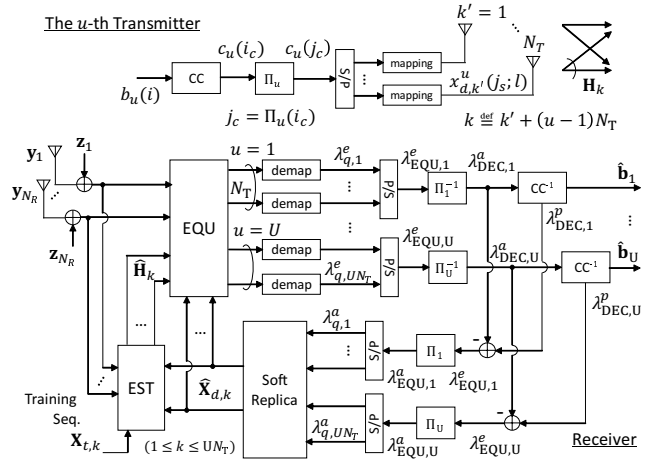 The u-th Transmitter
k′ = 1
N_T
c_u(i_c)
c_u(j_c)
CC
Π_u
S/P
mapping
mapping
b_u(i)
x^u_{d,k′}(j_s; l)
H_k
j_c = Π_u(i_c)
k ≝ k′ + (u − 1)N_T
z_1
y_1
y_{N_R}
z_{N_R}
EQU
u = 1
N_T
u = U
demap
demap
demap
demap
λ^e_{q,1}
λ^e_{q,UN_T}
P/S
P/S
λ^e_{EQU,1}
λ^e_{EQU,U}
Π_1^{-1}
Π_U^{-1}
λ^a_{DEC,1}
λ^a_{DEC,U}
CC^{-1}
CC^{-1}
b̂_1
b̂_U
λ^p_{DEC,1}
λ^p_{DEC,U}
Ĥ_k
...
...
EST
X̂_{d,k}
Soft
Replica
λ^a_{q,1}
λ^a_{q,UN_T}
S/P
S/P
λ^a_{EQU,1}
λ^a_{EQU,U}
Π_1
Π_U
λ^e_{EQU,1}
λ^e_{EQU,U}
-
-
Training
Seq.
X_{t,k}
(1 ≤ k ≤ UN_T)
Receiver